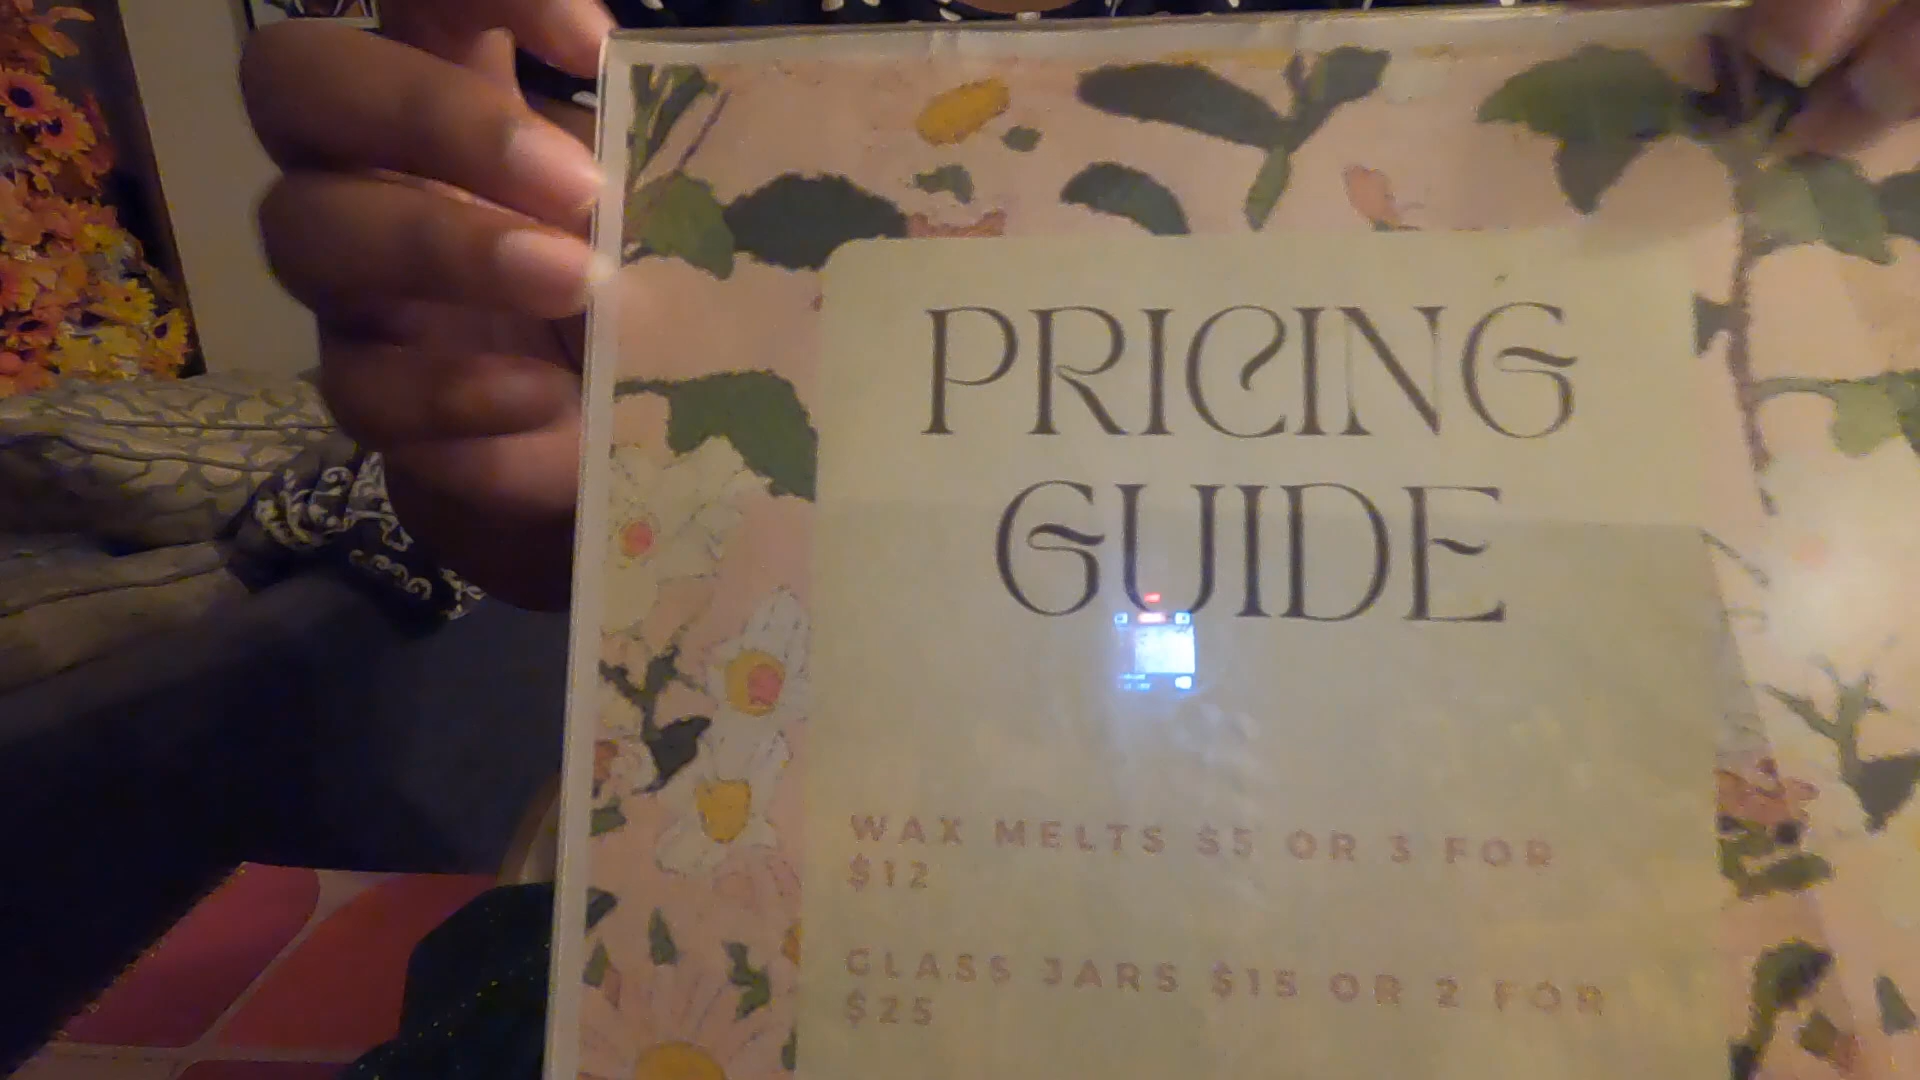 PRICING
GUIDE
WAX MELTS $5 OR 3 FOR
$12
GLASS JARS $15 OR 2 FOR
$25